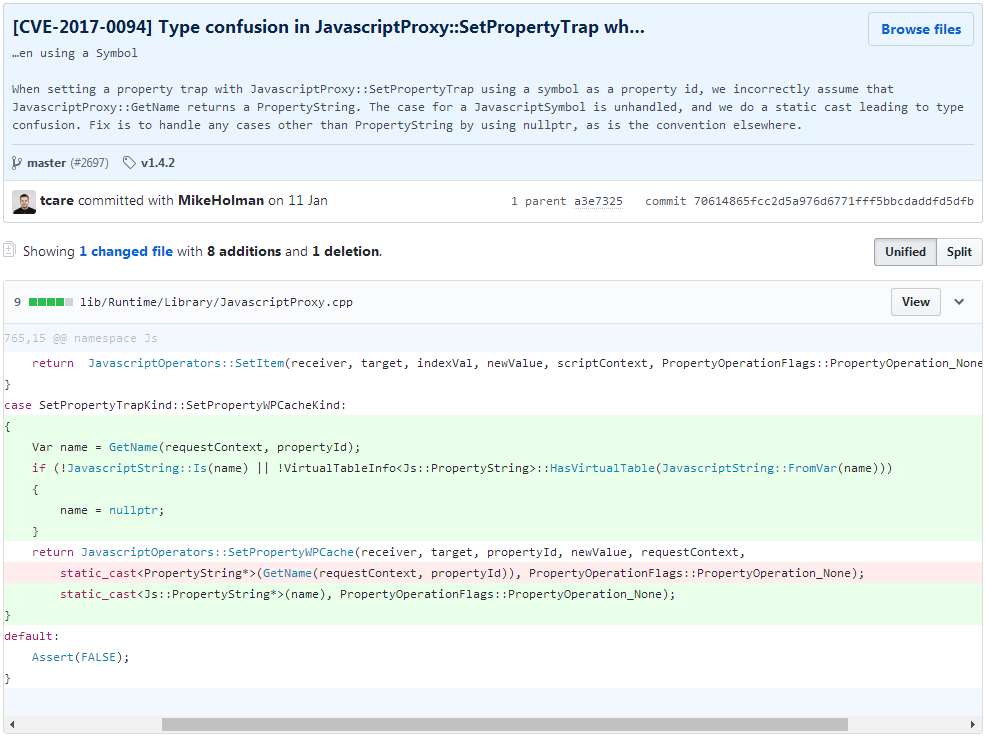 [CVE-2017-0094] Type confusion in JavascriptProxy::SetPropertyTrap wh...
Browse files
…en using a Symbol
When setting a property trap with JavascriptProxy::SetPropertyTrap using a symbol as a property id, we incorrectly assume that
JavascriptProxy::GetName returns a PropertyString. The case for a JavascriptSymbol is unhandled, and we do a static cast leading to type
confusion. Fix is to handle any cases other than PropertyString by using nullptr, as is the convention elsewhere.
master (#2697) v1.4.2
tcare committed with MikeHolman on 11 Jan
1 parent a3e7325 commit 70614865fcc2d5a976d6771fff5bbcdaddfd5dfb
Showing 1 changed file with 8 additions and 1 deletion.
Unified Split
9 lib/Runtime/Library/JavascriptProxy.cpp
View
765,15 @@ namespace Js
return JavascriptOperators::SetItem(receiver, target, indexVal, newValue, scriptContext, PropertyOperationFlags::PropertyOperation_None
}
case SetPropertyTrapKind::SetPropertyWPCacheKind:
{
Var name = GetName(requestContext, propertyId);
if (!JavascriptString::Is(name) || !VirtualTableInfo<Js::PropertyString>::HasVirtualTable(JavascriptString::FromVar(name)))
{
name = nullptr;
}
return JavascriptOperators::SetPropertyWPCache(receiver, target, propertyId, newValue, requestContext,
static_cast<PropertyString*>(GetName(requestContext, propertyId)), PropertyOperationFlags::PropertyOperation_None);
static_cast<Js::PropertyString*>(name), PropertyOperationFlags::PropertyOperation_None);
}
default:
Assert(FALSE);
}